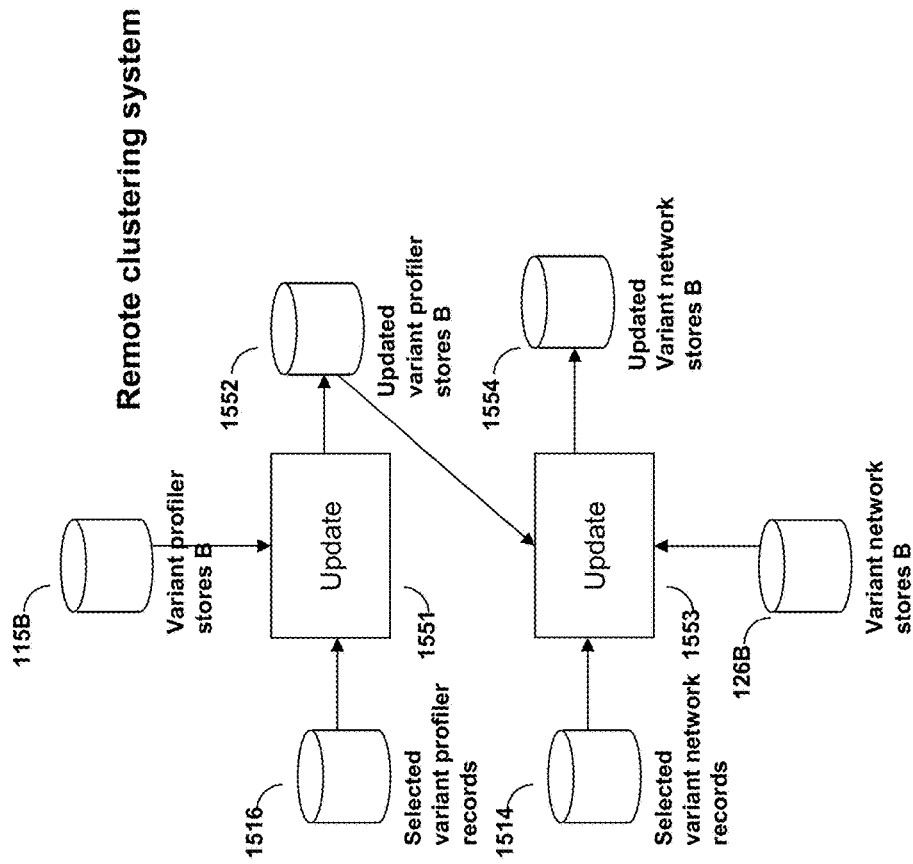 Remote clustering system
115B
Variant profiler
stores B
1516
Selected
variant profiler
records
Update
1551
1552
Updated
variant profiler
stores B
1514
Selected
variant network
records
Update
1553
1554
Updated
Variant network
stores B
126B
Variant network
stores B